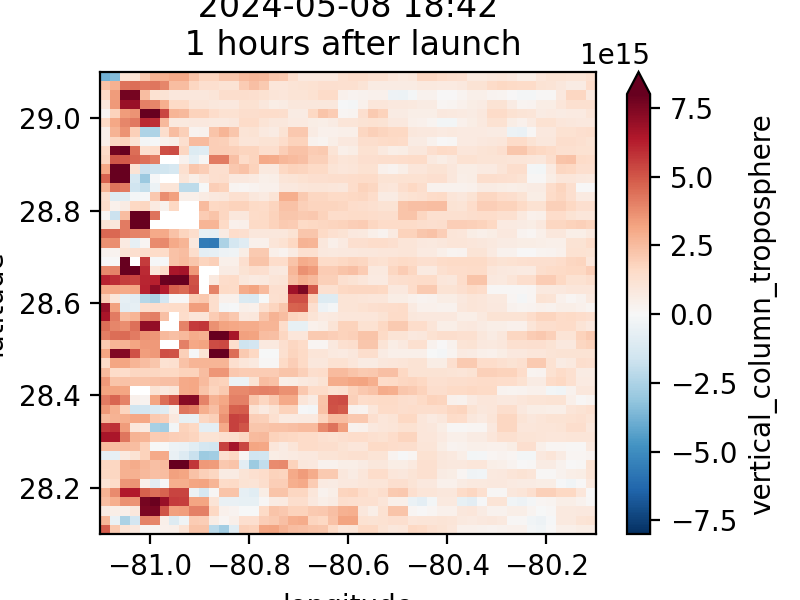 2024-05-08 18:42
1 hours after launch
1e15
29.0
28.8
28.6
28.4
28.2
−81.0 −80.8 −80.6 −80.4 −80.2
longitude
7.5
5.0
2.5
0.0
−2.5
−5.0
−7.5
vertical_column_troposphere